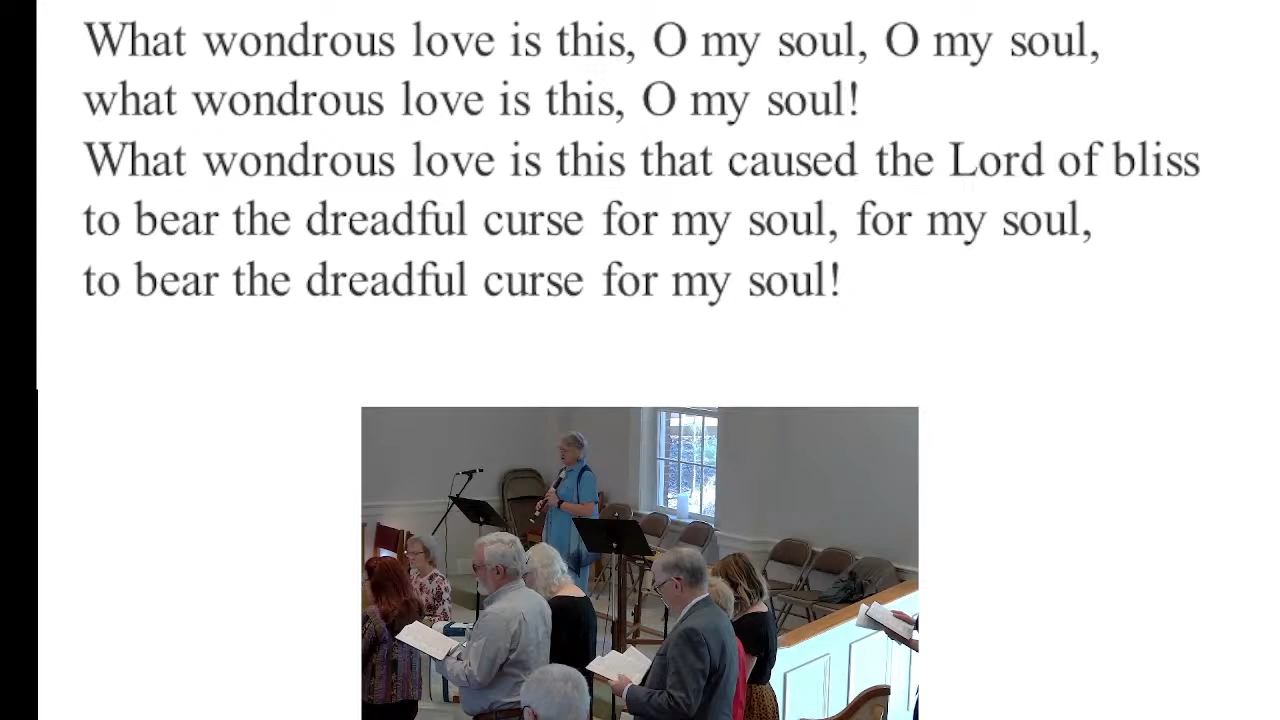 What wondrous love is this, O my soul, O my soul,
what wondrous love is this, O my soul!
What wondrous love is this that caused the Lord of bliss
to bear the dreadful curse for my soul, for my soul,
to bear the dreadful curse for my soul!